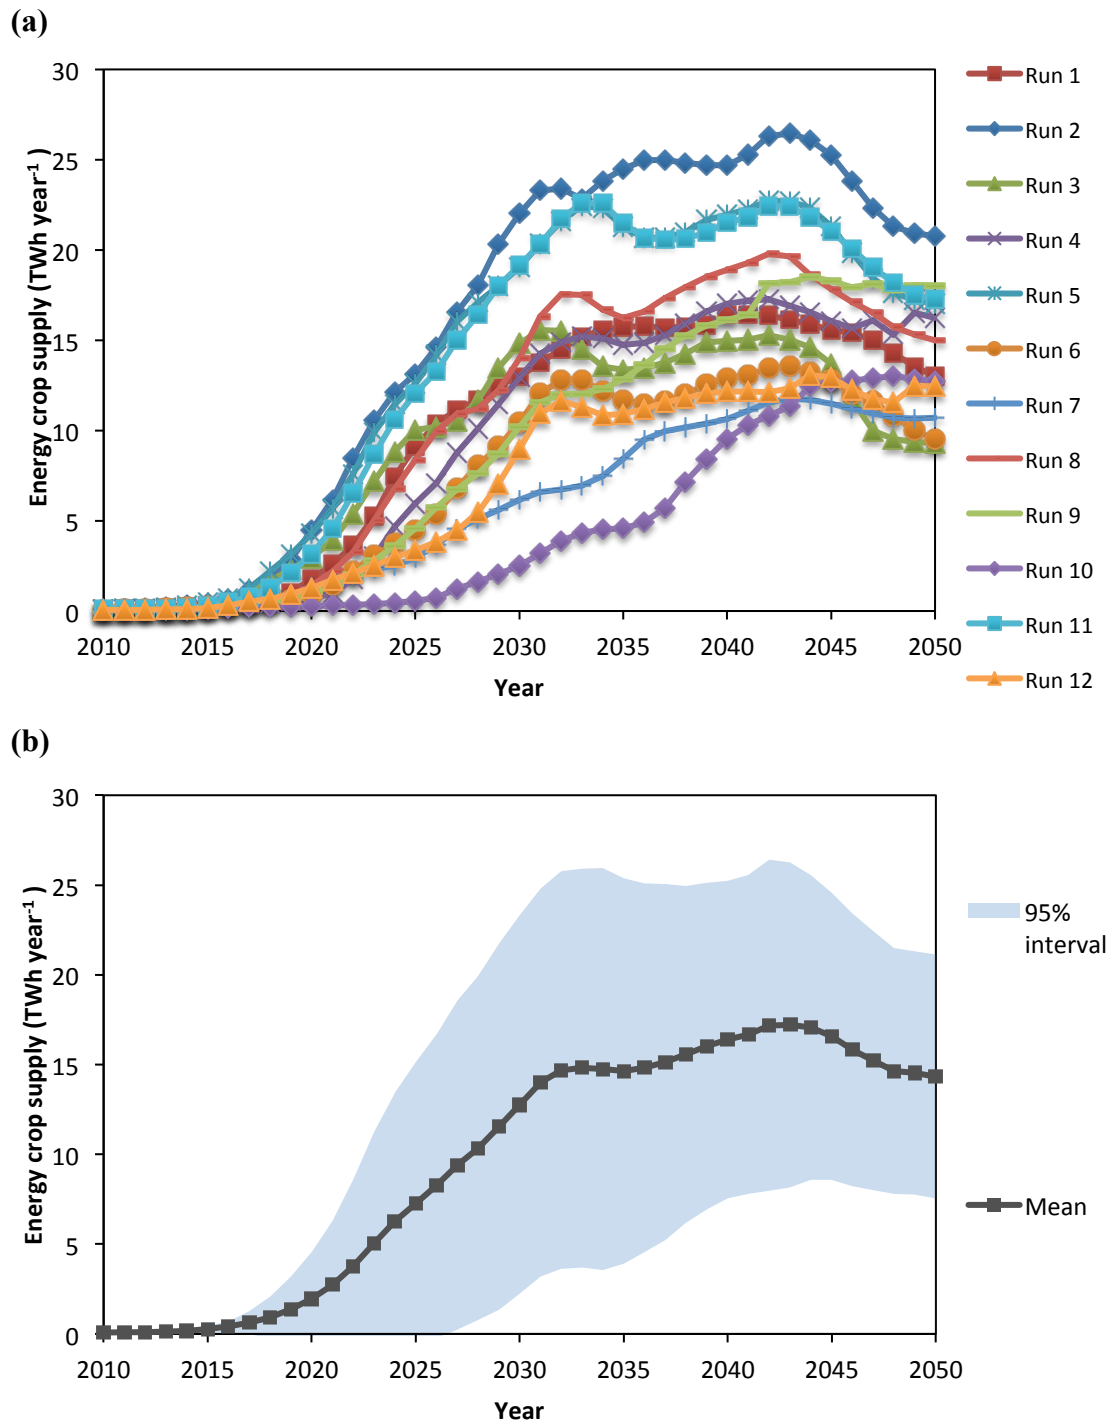 (a)
Energy crop supply (TWh year-1)
30
25
20
15
10
5
0
2010 2015 2020 2025 2030 2035 2040 2045 2050
Year
Run 1
Run 2
Run 3
Run 4
Run 5
Run 6
Run 7
Run 8
Run 9
Run 10
Run 11
Run 12
(b)
Energy crop supply (TWh year-1)
30
25
20
15
10
5
0
2010 2015 2020 2025 2030 2035 2040 2045 2050
Year
95%
interval
Mean